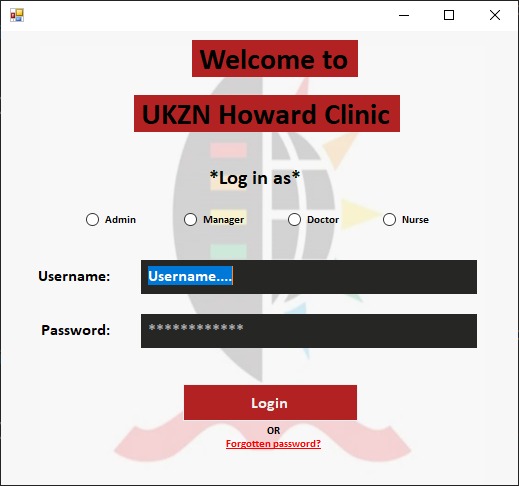 Welcome to
UKZN Howard Clinic
*Log in as*
Admin Manager Doctor Nurse
Username: Username....
Password: ************
Login
OR
Forgotten password?